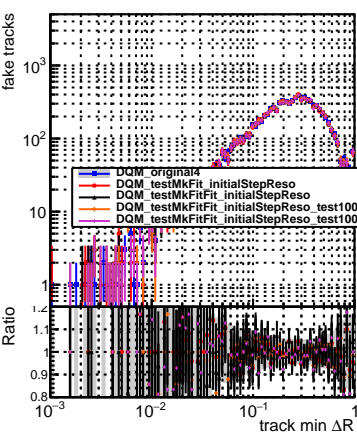 fake tracks
10³
10²
10
1
DQM_original4
DQM_testMkFit_initialStepReso
DQM_testMkFitFit_initialStepReso
DQM_testMkFitFit_initialStepReso_test100
DQM_testMkFitFit_initialStepReso_test100
Ratio
1.2
1.1
1
0.9
0.8
10⁻³
10⁻²
10⁻¹
1
track min ΔR